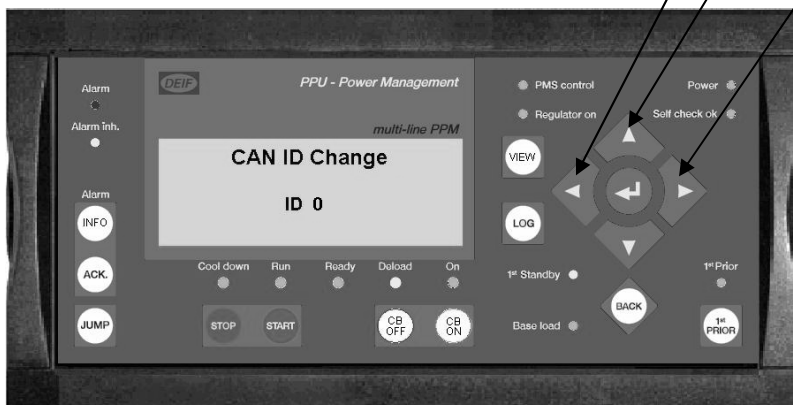 DEIF
PPU - Power Management
multi-line PPM
CAN ID Change
ID 0
Alarm
Alarm inh.
Alarm
INFO
ACK.
JUMP
Cool down Run Ready Deload On
STOP START CB OFF CB ON
PMS control Power
Regulator on Self check ok
VIEW
LOG
1st Standby 1st Prior
BACK
Base load
1st PRIOR